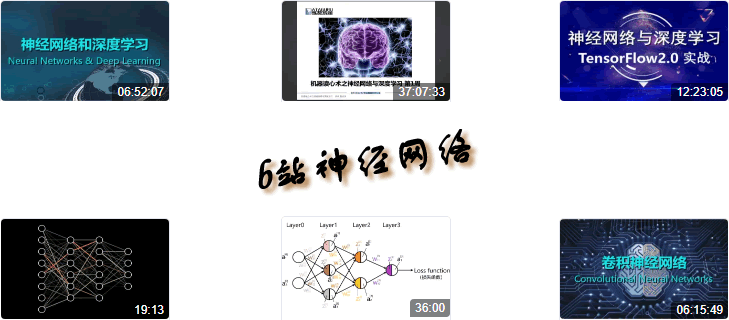 神经网络和深度学习
Neural Networks & Deep Learning
06:52:07
机器读心术之神经网络与深度学习 第1周
37:07:33
神经网络与深度学习
TensorFlow2.0 实战
12:23:05
6站神经网络
19:13
Layer0 Layer1 Layer2 Layer3
Loss function
(损失函数)
36:00
卷积神经网络
Convolutional Neural Networks
06:15:49